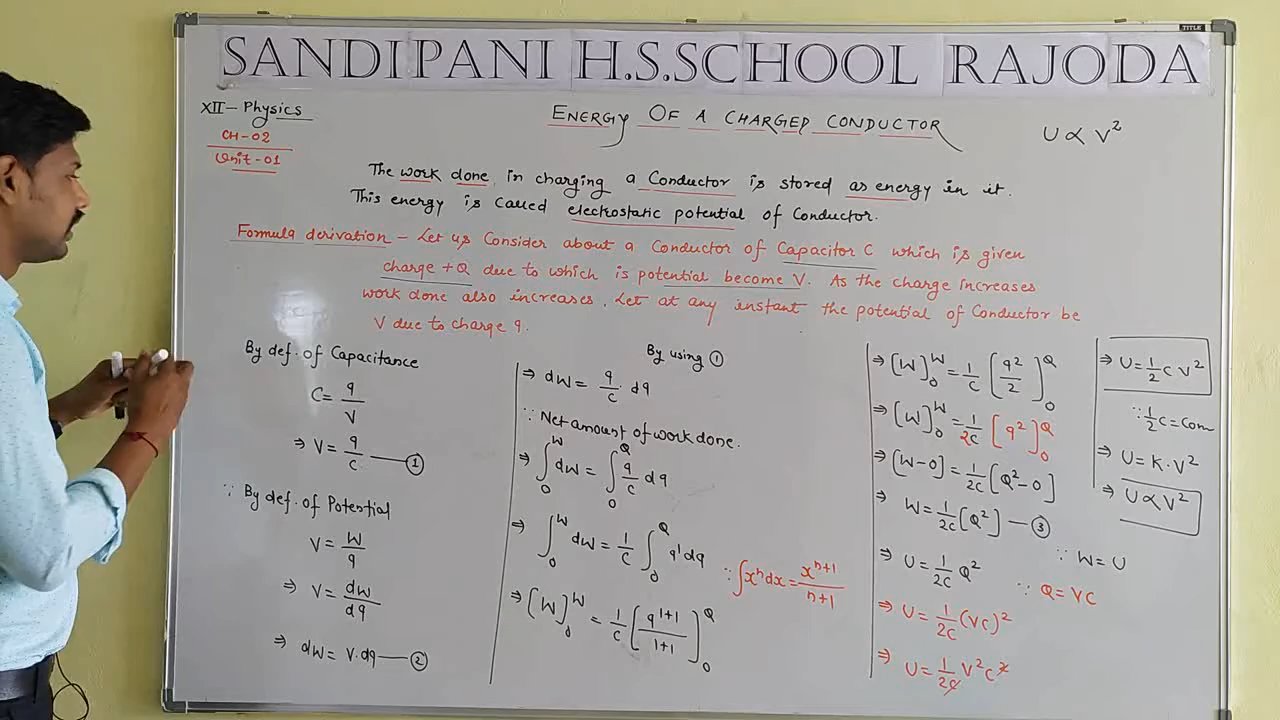 TITLE
SANDIPANI H.S.SCHOOL RAJODA
XII- Physics
CH-02
Unit-01
ENERGY OF A CHARGED CONDUCTOR
U ∝ V²
The work done in charging a Conductor is stored as energy in it.
This energy is called electrostatic potential of Conductor.
Formula derivation - Let us Consider about a Conductor of Capacitor C which is given
charge +Q due to which is potential become V. As the charge increases
work done also increases. Let at any instant the potential of Conductor be
V due to charge q.
By def. of Capacitance
C = q/V
⇒ V = q/C —— ①
∵ By def. of Potential
V = W/q
⇒ V = dW/dq
⇒ dW = V.dq —— ②
By using ①
⇒ dW = q/C . dq
∵ Net amount of work done.
⇒ ∫₀^W dW = ∫₀^Q q/C dq
⇒ ∫₀^W dW = 1/C ∫₀^Q q¹dq
∵ ∫xⁿdx = xⁿ⁺¹/n+1
⇒ [W]₀^W = 1/C [q¹⁺¹/1+1]₀^Q
⇒ [W]₀^W = 1/C [q²/2]₀^Q
⇒ [W]₀^W = 1/2C [q²]₀^Q
⇒ [W-0] = 1/2C [Q²-0]
⇒ W = 1/2C [Q²] —— ③
∵ W = U
⇒ U = 1/2C Q²
∵ Q = VC
⇒ U = 1/2C (VC)²
⇒ U = 1/2C V²C²
⇒ U = 1/2 C V²
∵ 1/2 C = Com
⇒ U = K.V²
⇒ U ∝ V²